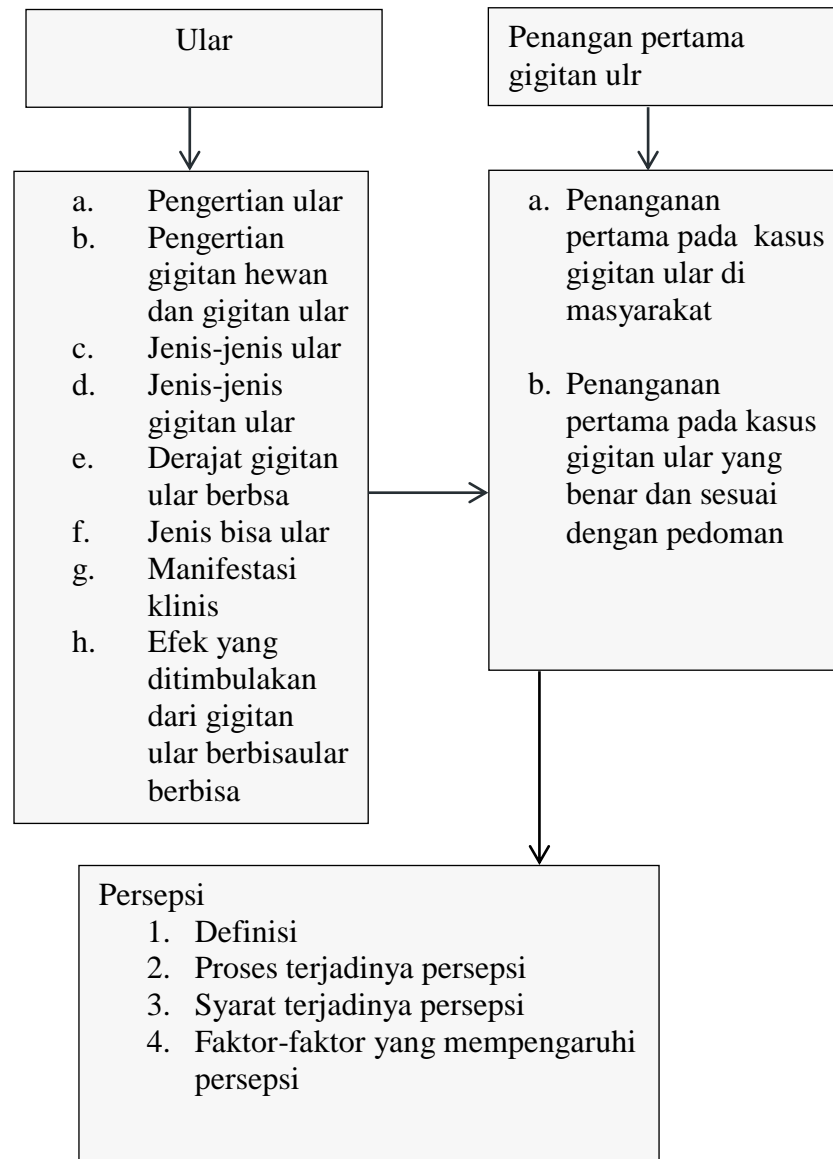 Ular
Penangan pertama
gigitan ulr
a. Pengertian ular
b. Pengertian
gigitan hewan
dan gigitan ular
c. Jenis-jenis ular
d. Jenis-jenis
gigitan ular
e. Derajat gigitan
ular berbsa
f. Jenis bisa ular
g. Manifestasi
klinis
h. Efek yang
ditimbulakan
dari gigitan
ular berbisaular
berbisa
a. Penanganan
pertama pada kasus
gigitan ular di
masyarakat
b. Penanganan
pertama pada kasus
gigitan ular yang
benar dan sesuai
dengan pedoman
Persepsi
1. Definisi
2. Proses terjadinya persepsi
3. Syarat terjadinya persepsi
4. Faktor-faktor yang mempengaruhi
persepsi